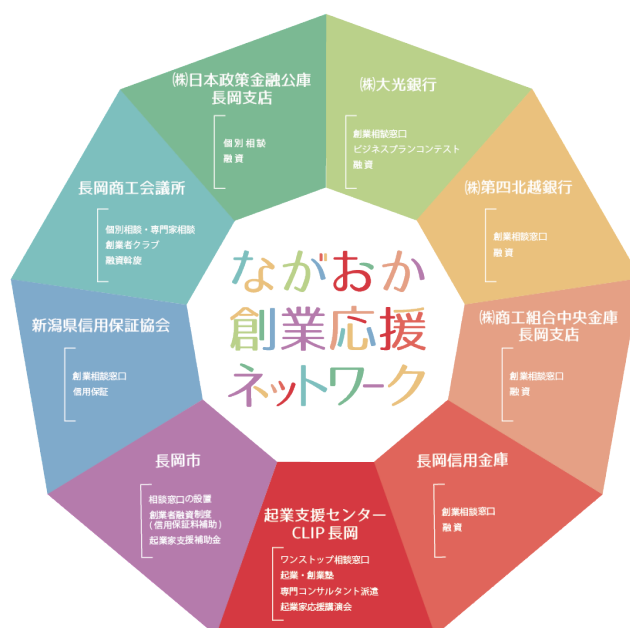 ㈱日本政策金融公庫
長岡支店
個別相談
融資
㈱大光銀行
創業相談窓口
ビジネスプランコンテスト
融資
㈱第四北越銀行
創業相談窓口
融資
㈱商工組合中央金庫
長岡支店
創業相談窓口
融資
長岡信用金庫
創業相談窓口
融資
起業支援センター
CLIP長岡
ワンストップ相談窓口
起業・創業塾
専門コンサルタント派遣
起業家応援講演会
長岡市
相談窓口の設置
創業者融資制度
(信用保証料補助)
起業家支援補助金
新潟県信用保証協会
創業相談窓口
信用保証
長岡商工会議所
個別相談・専門家相談
創業者クラブ
融資斡旋
ながおか
創業応援
ネットワーク